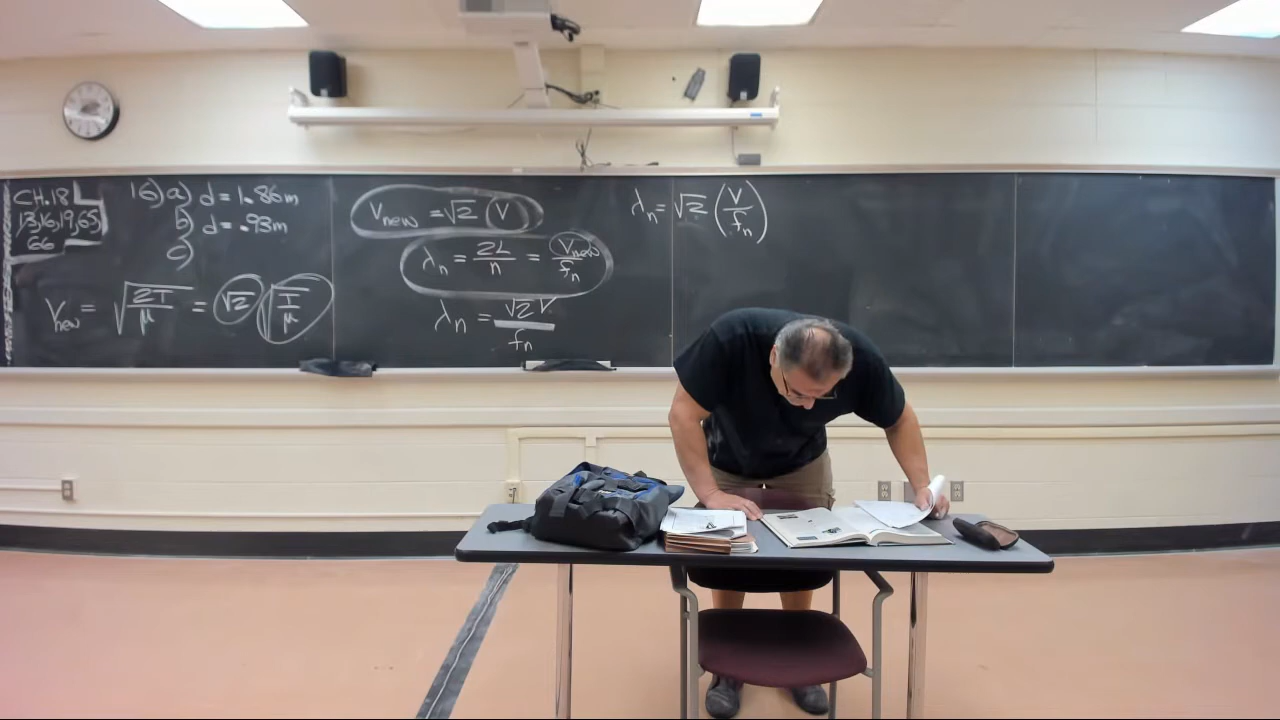 CH.18
13,16,19,65,
66
16) a) d = 1.86m
b) d = .93m
c)
V_new = √(2T/μ) = √2 √(T/μ)
V_new = √2 V
λ_n = 2L/n = V_new/f_n
λ_n = √2 V/f_n
λ_n = √2 (V/f_n)